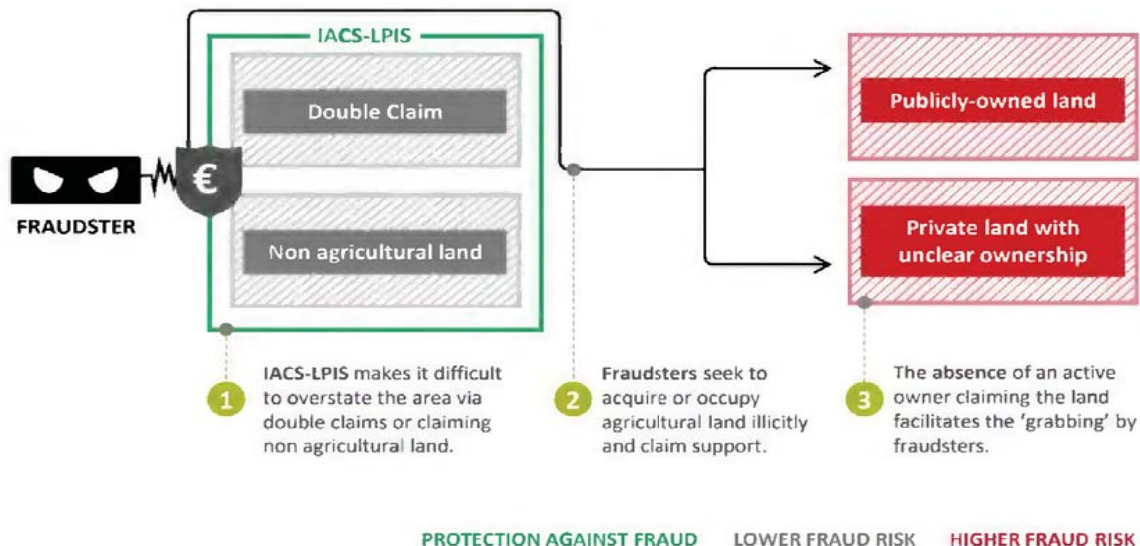 IACS-LPIS
Double Claim
Non agricultural land
€
FRAUDSTER
Publicly-owned land
Private land with
unclear ownership
1
IACS-LPIS makes it difficult
to overstate the area via
double claims or claiming
non agricultural land.
2
Fraudsters seek to
acquire or occupy
agricultural land illicitly
and claim support.
3
The absence of an active
owner claiming the land
facilitates the ‘grabbing’ by
fraudsters.
PROTECTION AGAINST FRAUD LOWER FRAUD RISK HIGHER FRAUD RISK